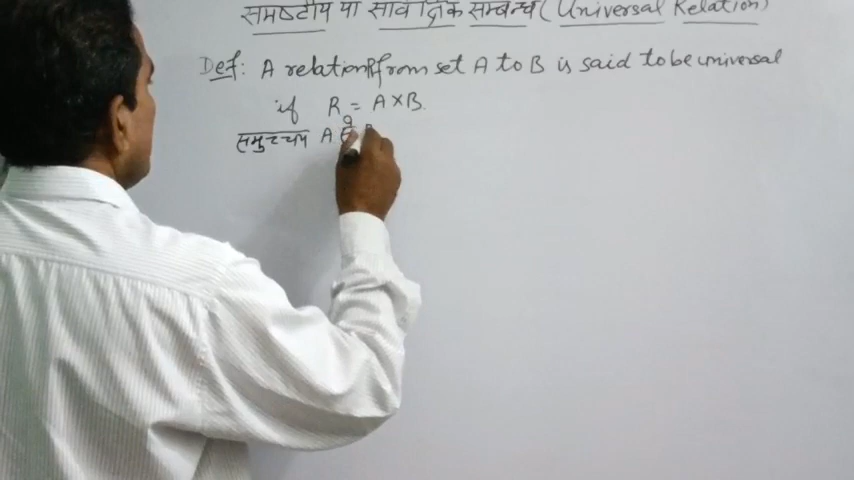 समष्टीय या सार्वत्रिक सम्बन्ध (Universal Relation)
Def: A relation R from set A to B is said to be universal
if R = A × B.
समुच्चय A से